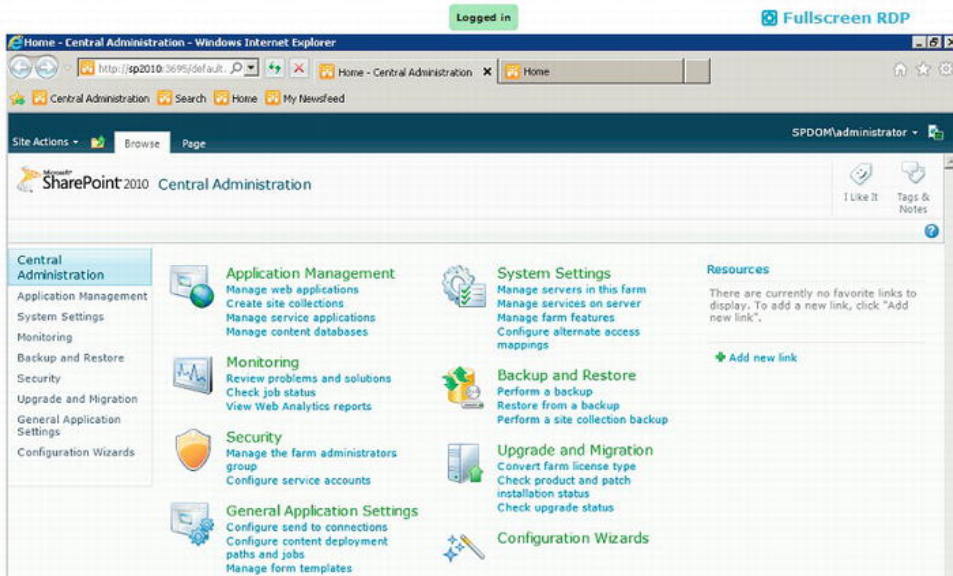 Logged in
Fullscreen RDP
Home - Central Administration - Windows Internet Explorer
http://sp2010:3695/default.
Home - Central Administration
Home
Central Administration
Search
Home
My Newsfeed
Site Actions
Browse
Page
SPDOM\administrator
Microsoft
SharePoint 2010
Central Administration
I Like It
Tags &
Notes
Central
Administration
Application Management
System Settings
Monitoring
Backup and Restore
Security
Upgrade and Migration
General Application
Settings
Configuration Wizards
Application Management
Manage web applications
Create site collections
Manage service applications
Manage content databases
Monitoring
Review problems and solutions
Check job status
View Web Analytics reports
Security
Manage the farm administrators
group
Configure service accounts
General Application Settings
Configure send to connections
Configure content deployment
paths and jobs
Manage form templates
System Settings
Manage servers in this farm
Manage services on server
Manage farm features
Configure alternate access
mappings
Backup and Restore
Perform a backup
Restore from a backup
Perform a site collection backup
Upgrade and Migration
Convert farm license type
Check product and patch
installation status
Check upgrade status
Configuration Wizards
Resources
There are currently no favorite links to
display. To add a new link, click "Add
new link".
Add new link